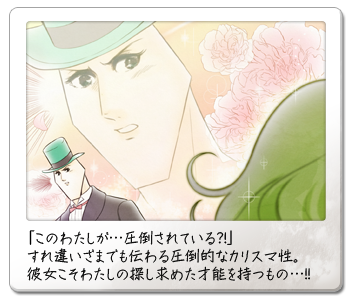 「このわたしが…圧倒されている?!」
すれ違いざまでも伝わる圧倒的なカリスマ性。
彼女こそわたしの探し求めた才能を持つもの…!!